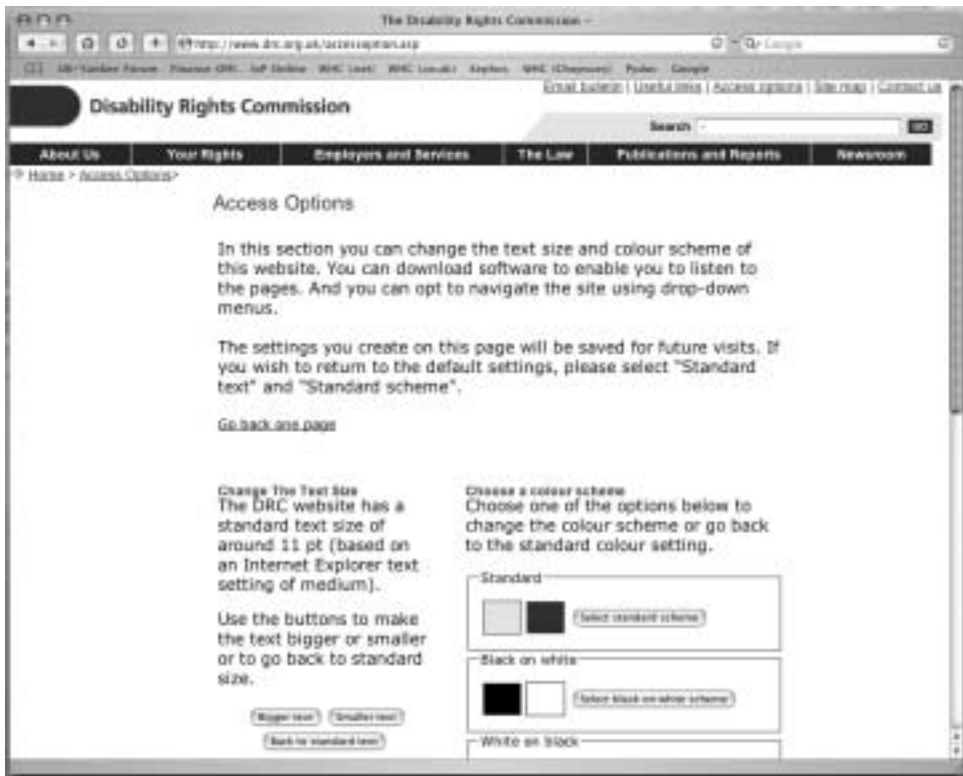 The Disability Rights Commission –
http://www.drc.org.uk/accessoption.asp
Google
Email bulletin | Useful links | Access options | Site map | Contact us
Disability Rights Commission
Search
GO
About Us Your Rights Employers and Services The Law Publications and Reports Newsroom
Home > Access Options>
Access Options
In this section you can change the text size and colour scheme of
this website. You can download software to enable you to listen to
the pages. And you can opt to navigate the site using drop-down
menus.
The settings you create on this page will be saved for future visits. If
you wish to return to the default settings, please select "Standard
text" and "Standard scheme".
Go back one page
Change The Text Size
The DRC website has a
standard text size of
around 11 pt (based on
an Internet Explorer text
setting of medium).
Use the buttons to make
the text bigger or smaller
or to go back to standard
size.
Bigger text Smaller text
Back to standard text
Choose a colour scheme
Choose one of the options below to
change the colour scheme or go back
to the standard colour setting.
Standard
Select standard scheme
Black on white
Select black on white scheme
White on black